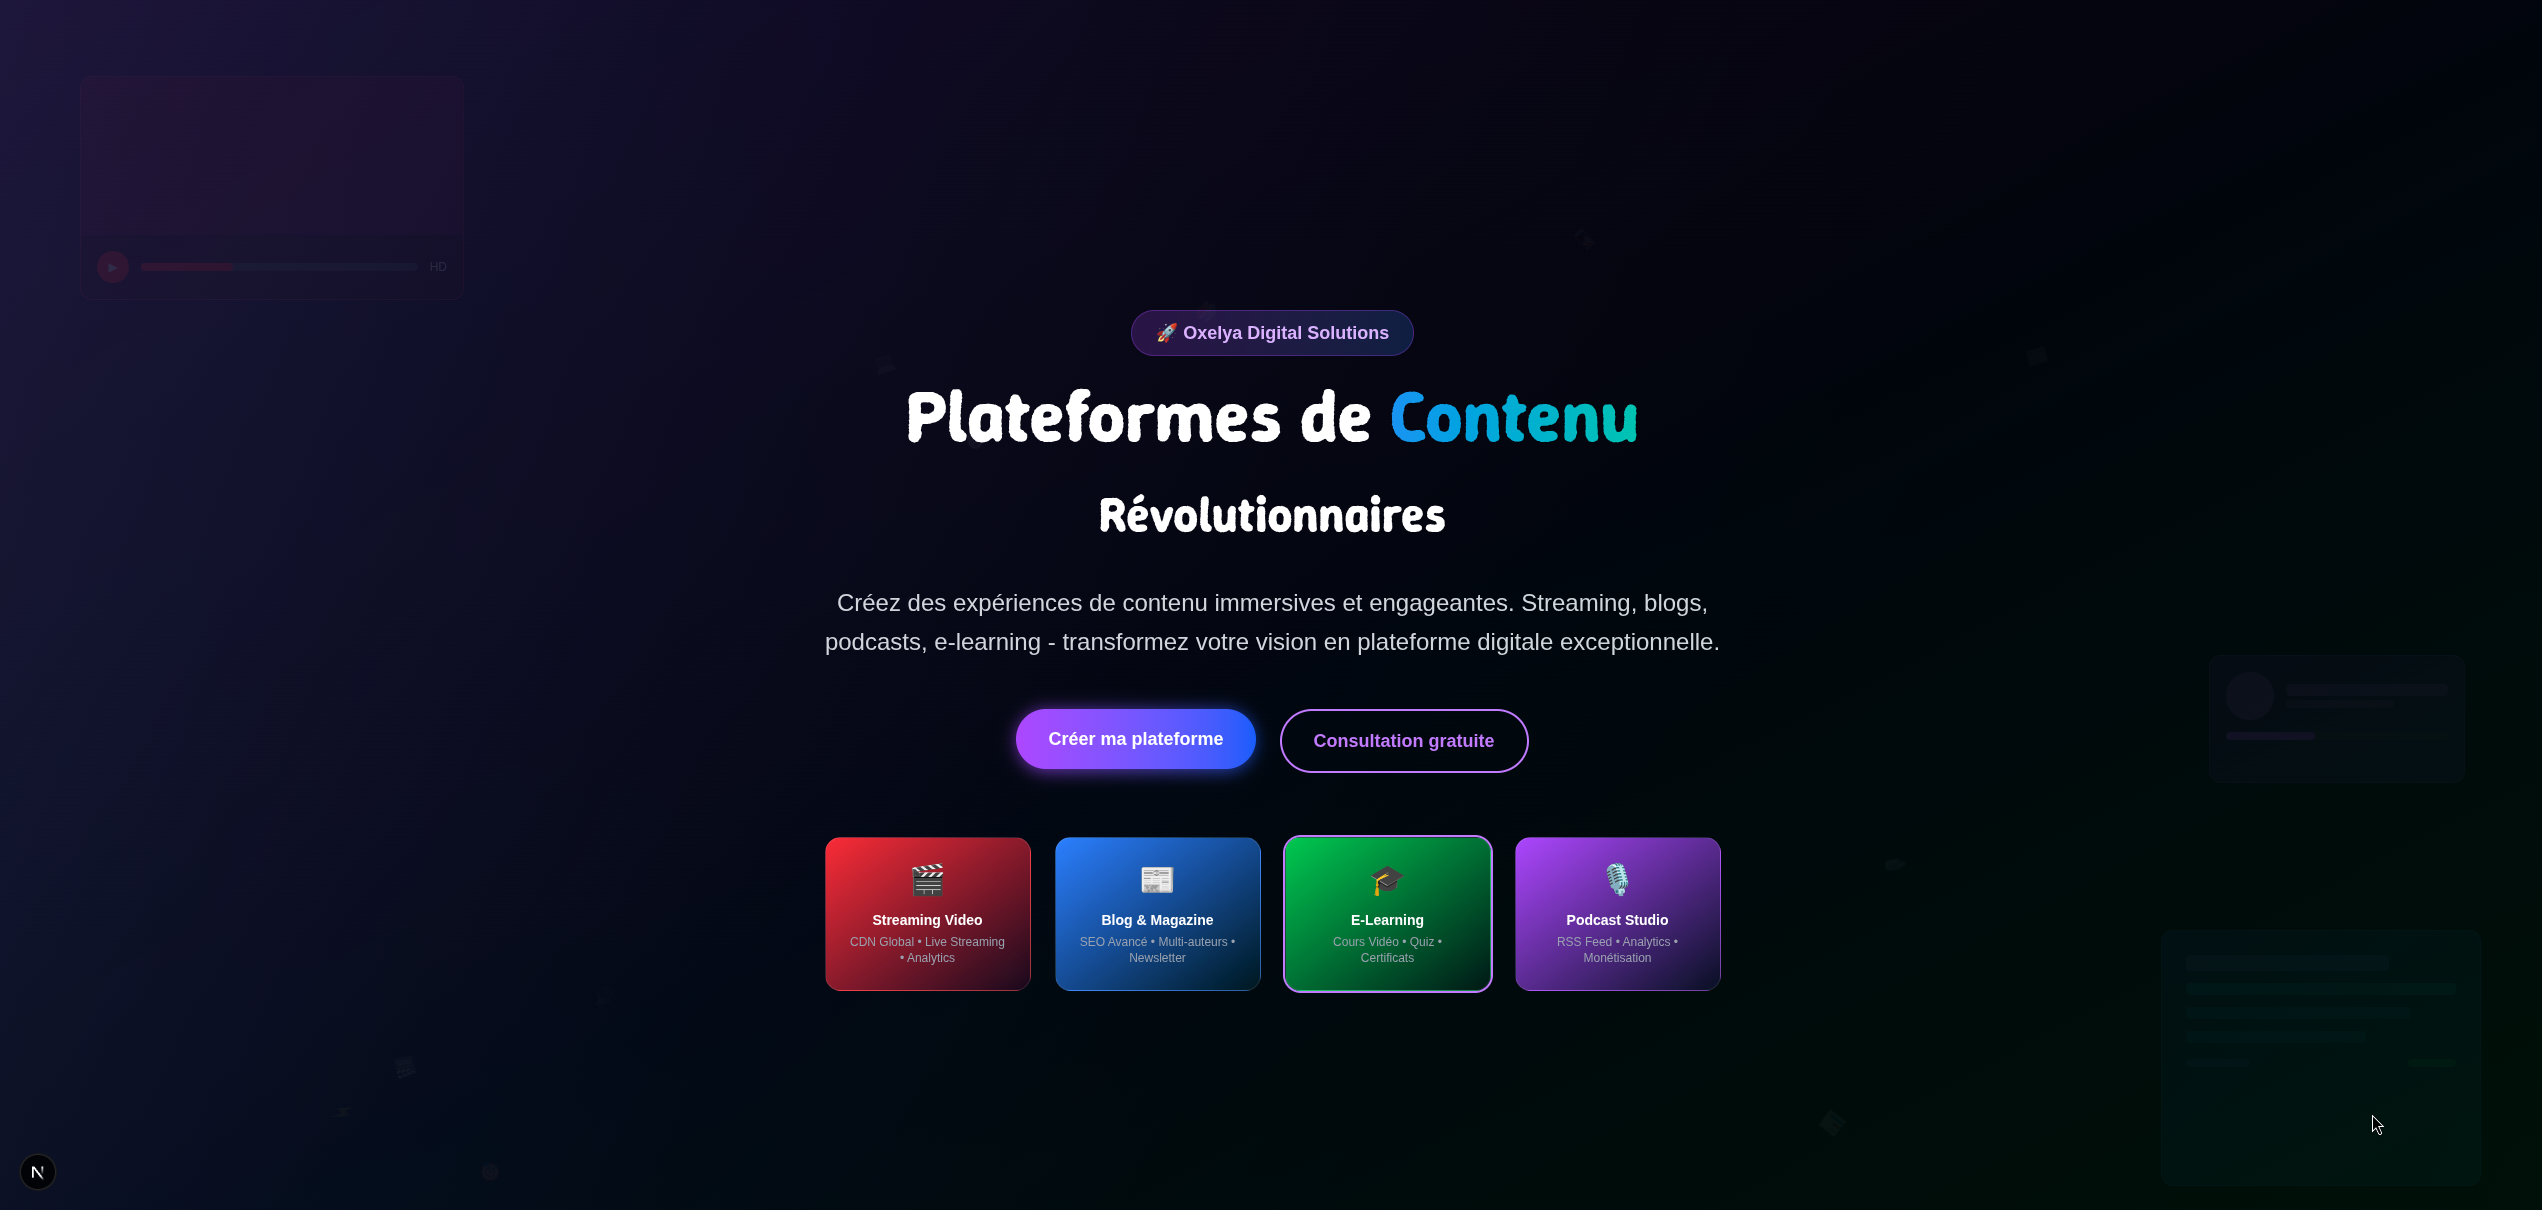 HD
🚀 Oxelya Digital Solutions
Plateformes de Contenu
Révolutionnaires
Créez des expériences de contenu immersives et engageantes. Streaming, blogs,
podcasts, e-learning - transformez votre vision en plateforme digitale exceptionnelle.
Créer ma plateforme
Consultation gratuite
Streaming Video
CDN Global • Live Streaming
• Analytics
Blog & Magazine
SEO Avancé • Multi-auteurs •
Newsletter
E-Learning
Cours Vidéo • Quiz •
Certificats
Podcast Studio
RSS Feed • Analytics •
Monétisation
N